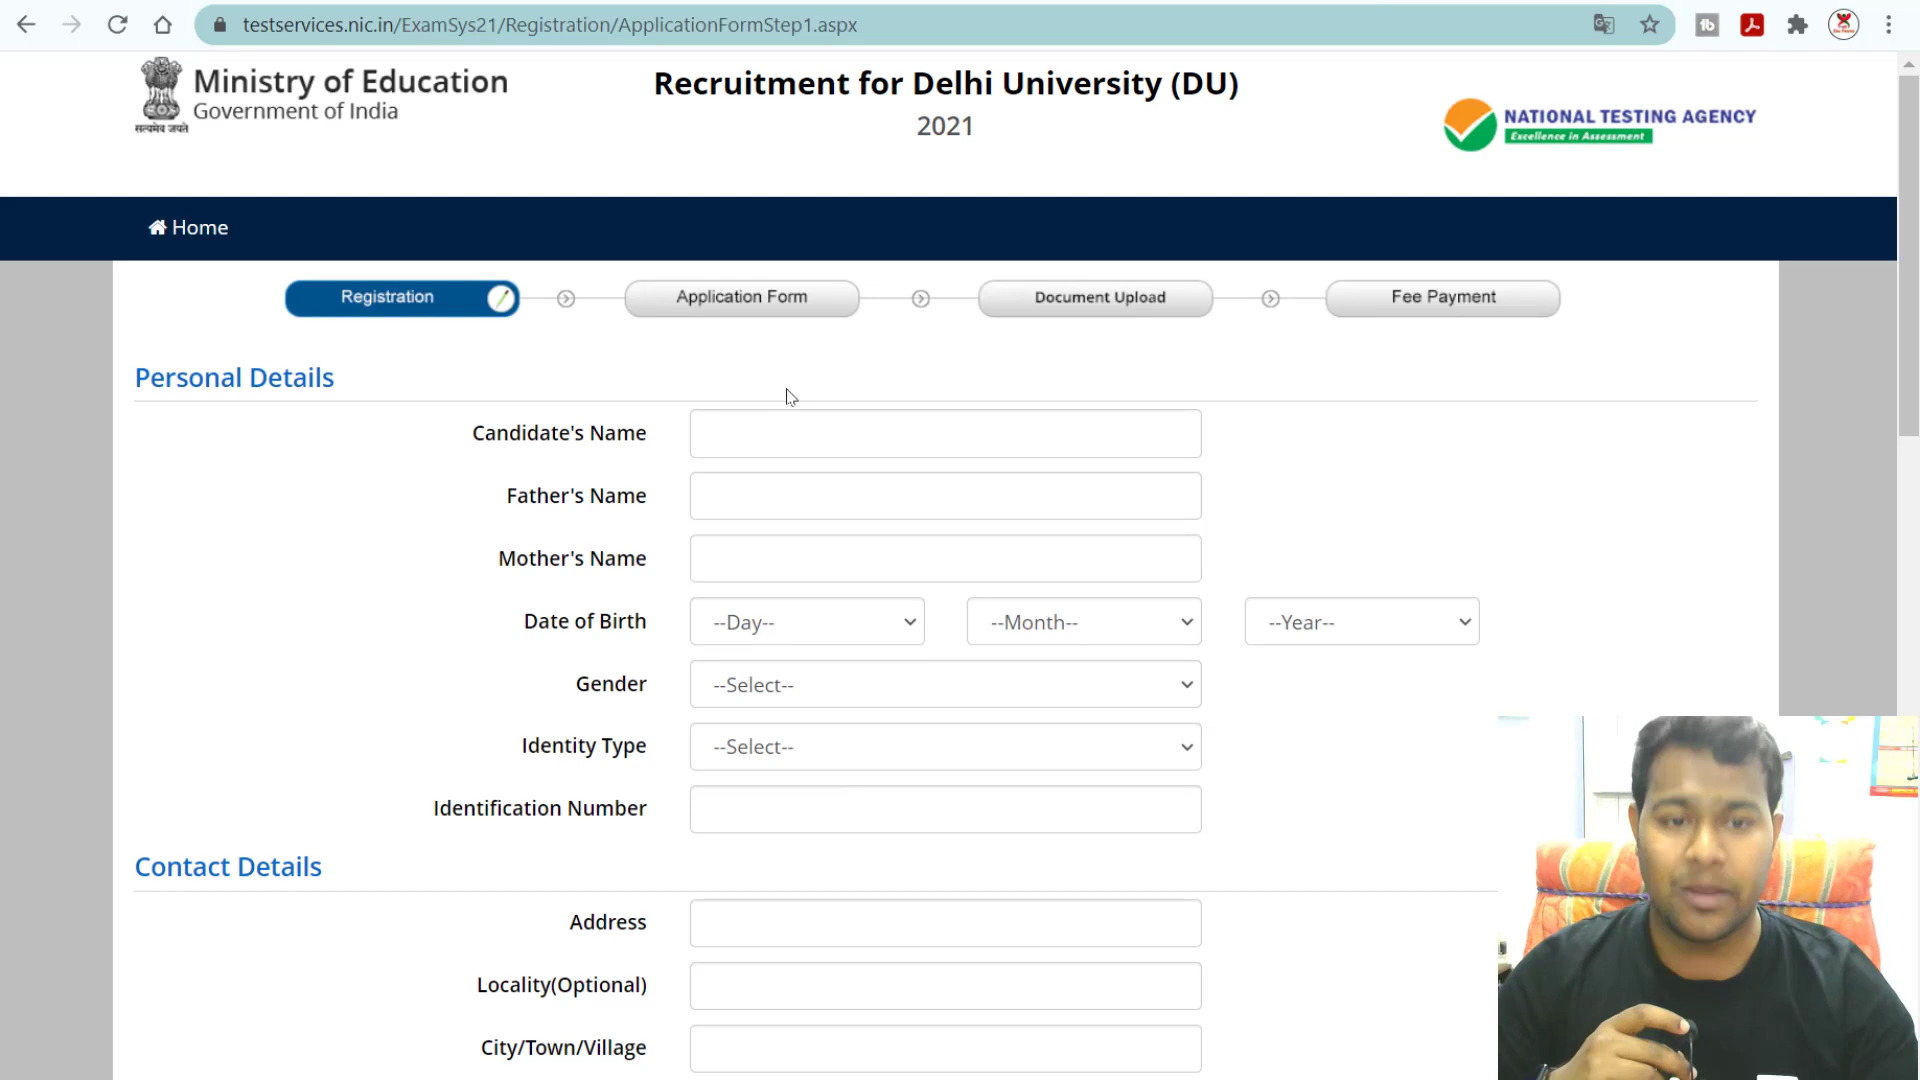 testservices.nic.in/ExamSys21/Registration/ApplicationFormStep1.aspx
Ministry of Education
Government of India
सत्यमेव जयते
Recruitment for Delhi University (DU)
2021
NATIONAL TESTING AGENCY
Excellence in Assessment
Home
Registration
Application Form
Document Upload
Fee Payment
Personal Details
Candidate's Name
Father's Name
Mother's Name
Date of Birth
--Day--
--Month--
--Year--
Gender
--Select--
Identity Type
--Select--
Identification Number
Contact Details
Address
Locality(Optional)
City/Town/Village